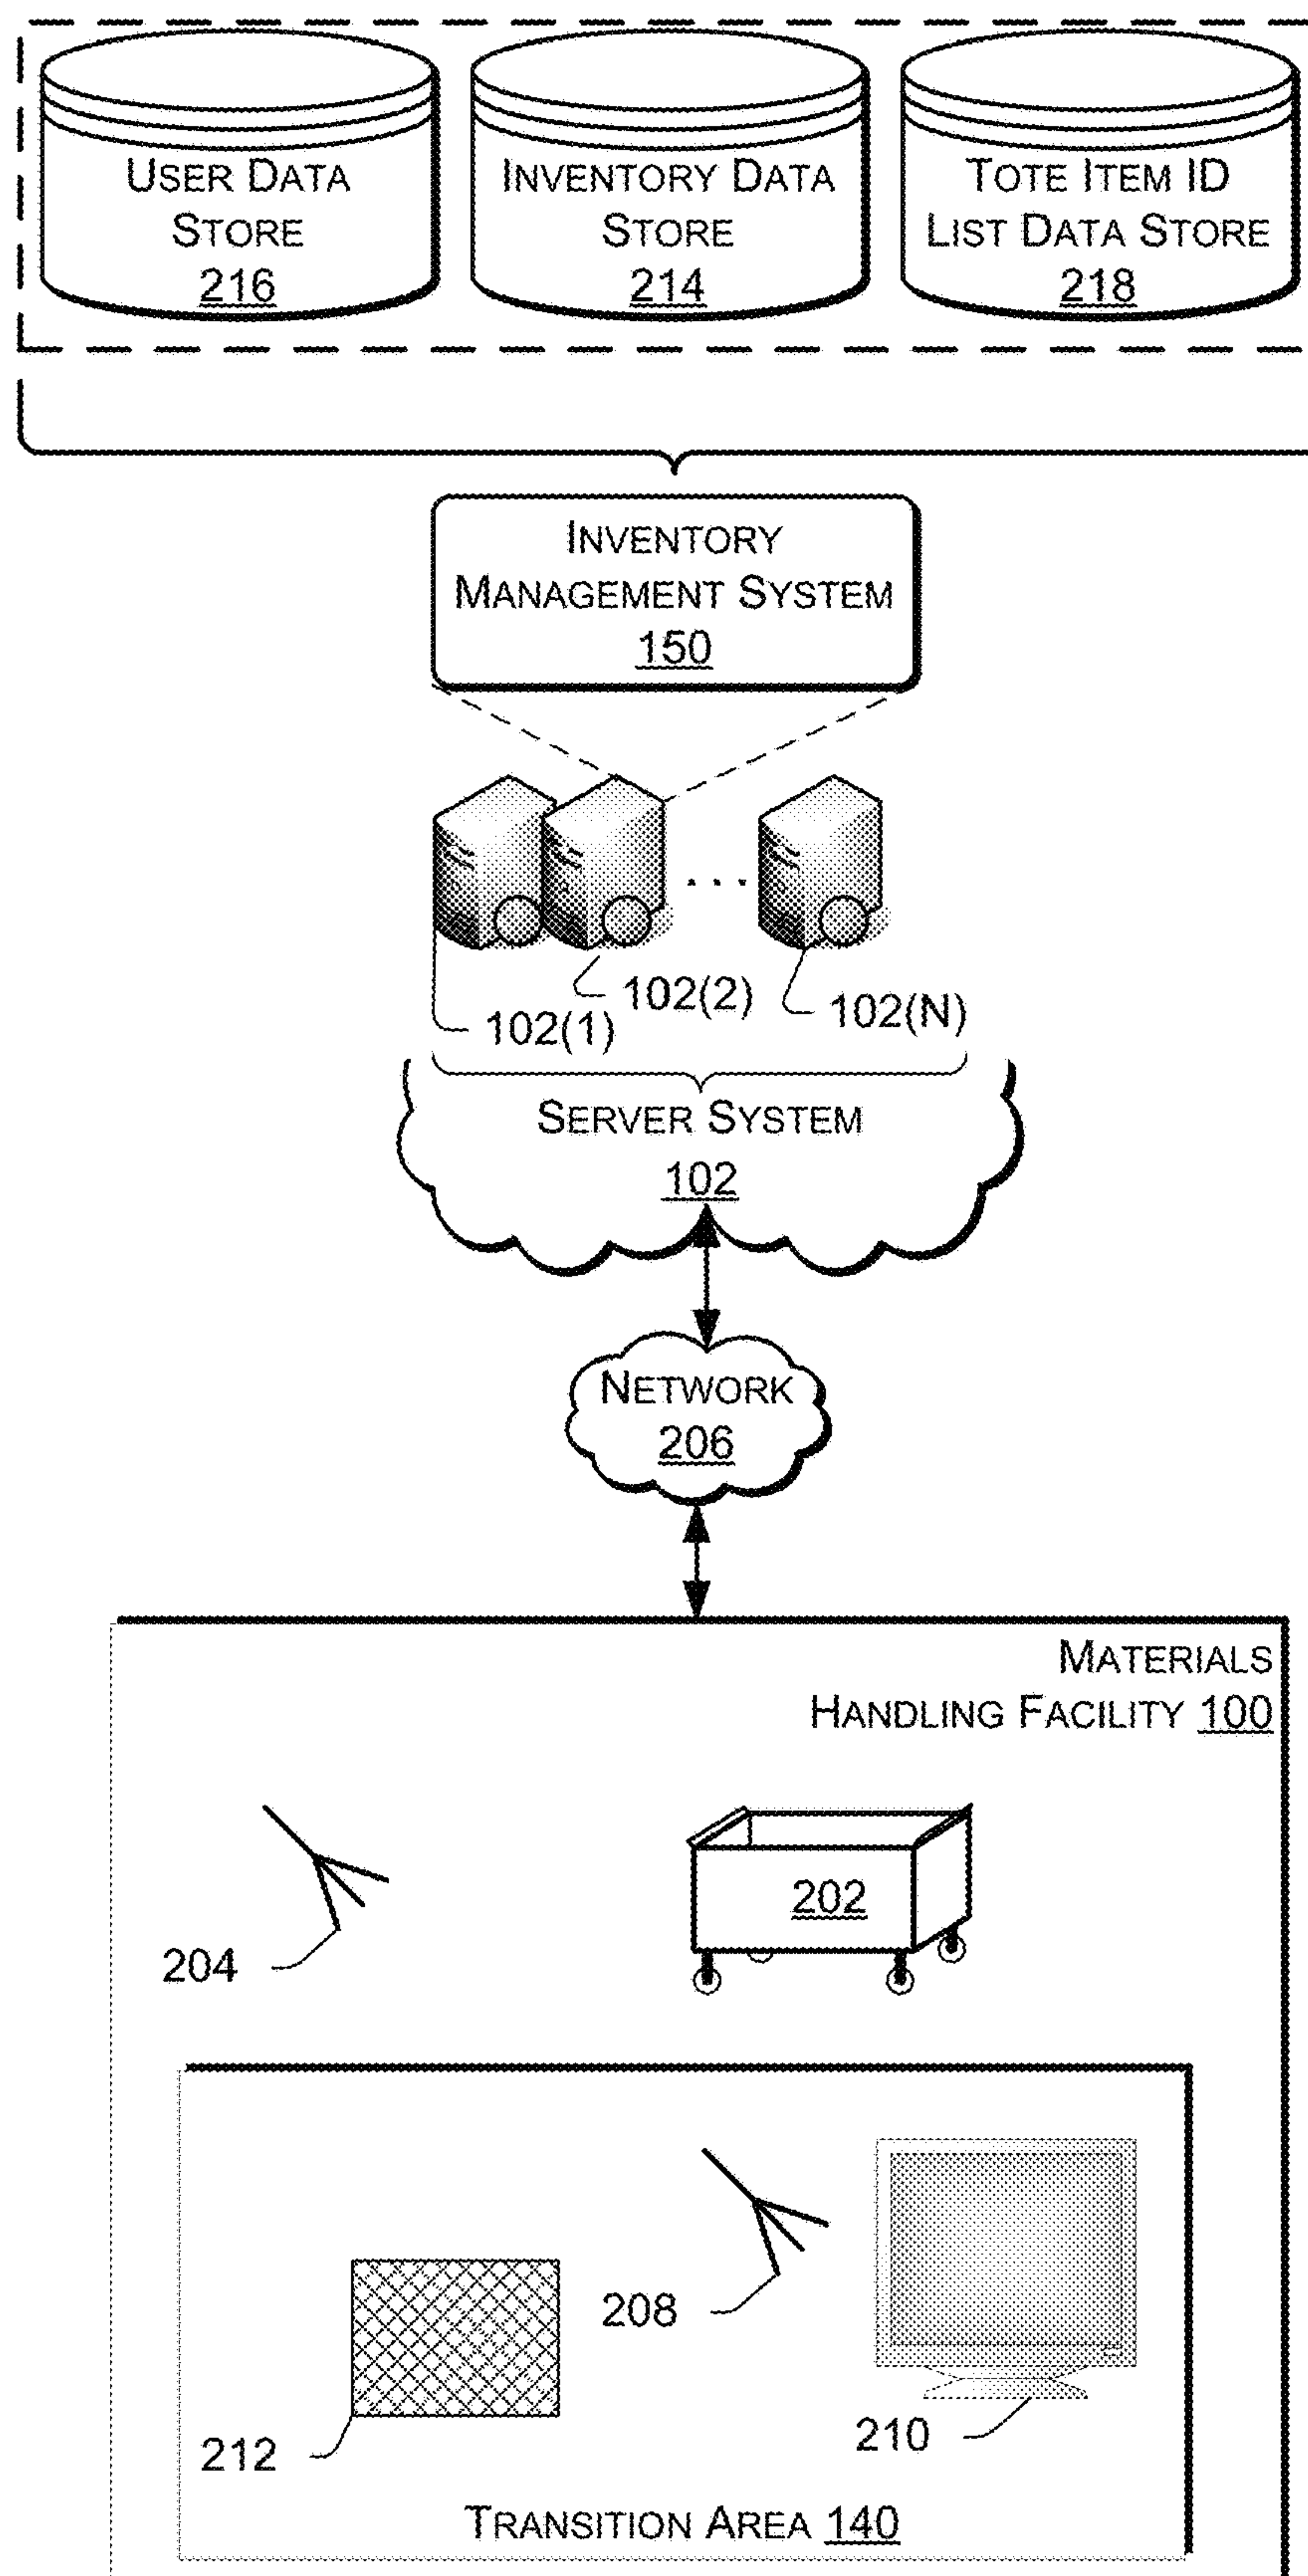 USER DATA
STORE
216
INVENTORY DATA
STORE
214
TOTE ITEM ID
LIST DATA STORE
218
INVENTORY
MANAGEMENT SYSTEM
150
102(1)
102(2)
102(N)
SERVER SYSTEM
102
NETWORK
206
MATERIALS
HANDLING FACILITY 100
204
202
208
212
210
TRANSITION AREA 140